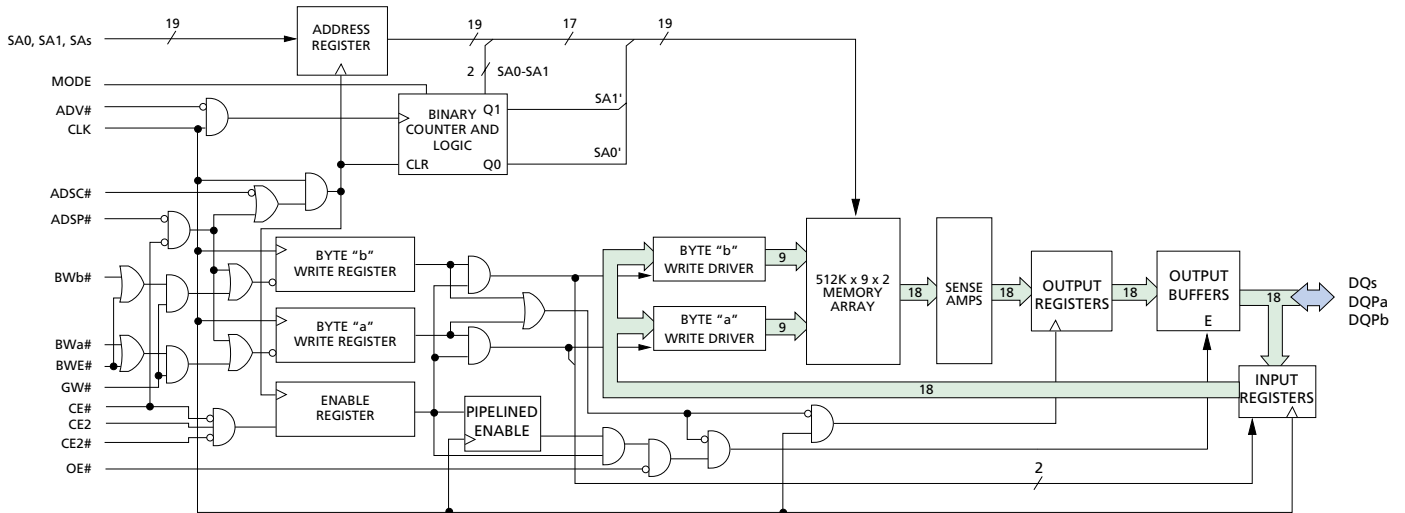 19
ADDRESS
REGISTER
19
17
19
SA0, SA1, SAs
2
SA0-SA1
MODE
ADV#
CLK
BINARY
COUNTER AND
LOGIC
Q1
CLR
Q0
SA1'
SA0'
ADSC#
ADSP#
BWb#
BWa#
BWE#
GW#
CE#
CE2
CE2#
OE#
BYTE “b”
WRITE REGISTER
BYTE “a”
WRITE REGISTER
ENABLE
REGISTER
PIPELINED
ENABLE
BYTE “b”
WRITE DRIVER
9
BYTE “a”
WRITE DRIVER
9
512K x 9 x 2
MEMORY
ARRAY
18
SENSE
AMPS
18
OUTPUT
REGISTERS
18
OUTPUT
BUFFERS
E
18
DQs
DQPa
DQPb
18
INPUT
REGISTERS
2